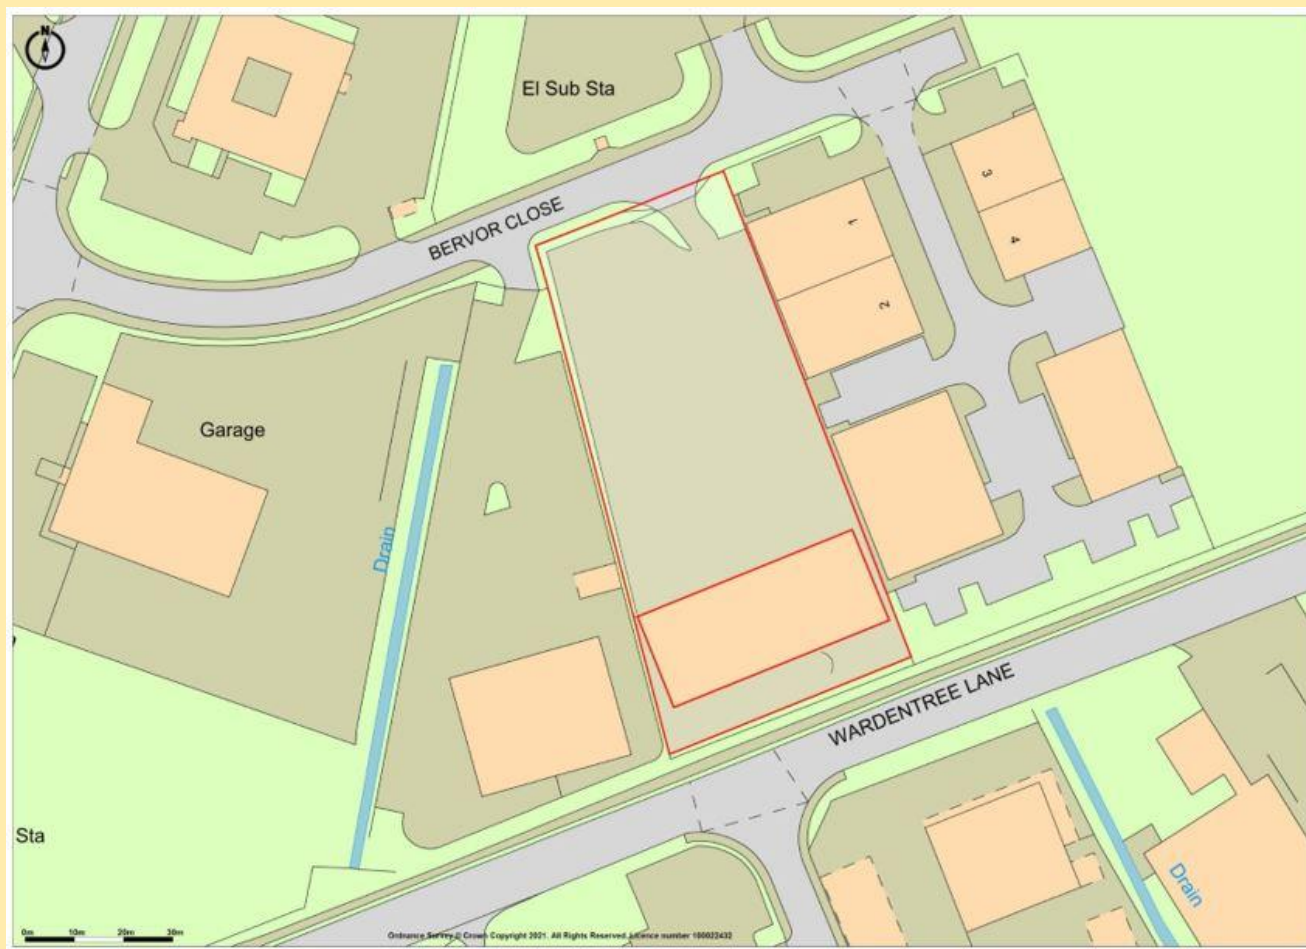 N
El Sub Sta
BERVOR CLOSE
3
4
1
2
Garage
Drain
WARDENTREE LANE
Sta
Drain
0m 10m 20m 30m
Ordnance Survey © Crown Copyright 2021. All Rights Reserved. Licence number 100022432